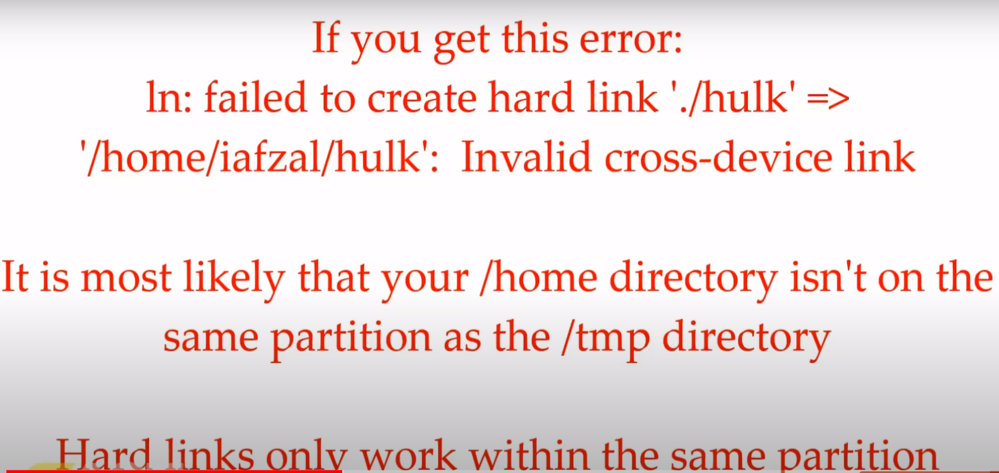 If you get this error:
ln: failed to create hard link './hulk' =>
'/home/iafzal/hulk':  Invalid cross-device link
It is most likely that your /home directory isn't on the
same partition as the /tmp directory
Hard links only work within the same partition